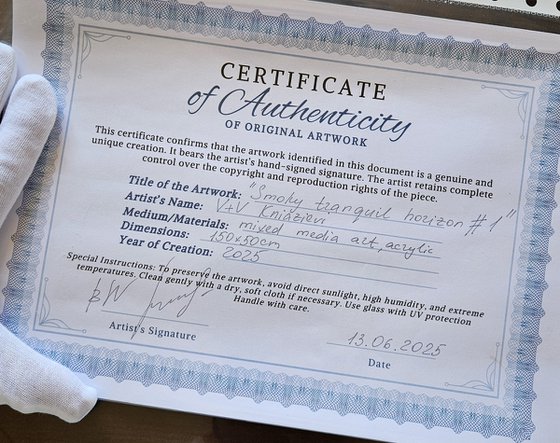 CERTIFICATE
of Authenticity
OF ORIGINAL ARTWORK
This certificate confirms that the artwork identified in this document is a genuine and
unique creation. It bears the artist's hand-signed signature. The artist retains complete
control over the copyright and reproduction rights of the piece.
Title of the Artwork: "Smoky tranquil horizon #1"
Artist's Name: V+V Kniazievi
Medium/Materials: mixed media art, acrylic
Dimensions: 150x50cm
Year of Creation: 2025
Special Instructions: To preserve the artwork, avoid direct sunlight, high humidity, and extreme
temperatures. Clean gently with a dry, soft cloth if necessary. Use glass with UV protection
Handle with care.
Artist's Signature
13.06.2025
Date